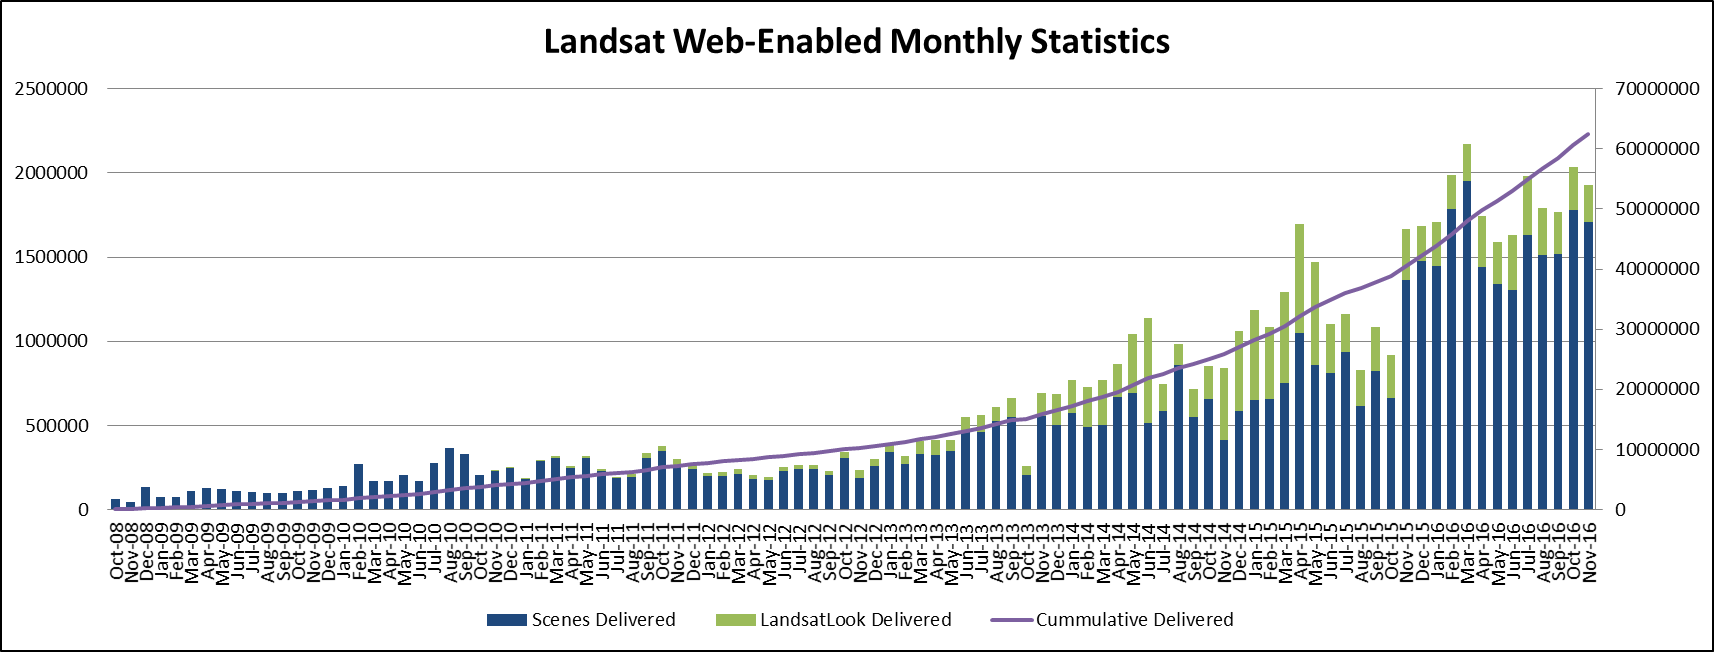 Landsat Web-Enabled Monthly Statistics
2500000
2000000
1500000
1000000
500000
0
70000000
60000000
50000000
40000000
30000000
20000000
10000000
0
Oct-08
Nov-08
Dec-08
Jan-09
Feb-09
Mar-09
Apr-09
May-09
Jun-09
Jul-09
Aug-09
Sep-09
Oct-09
Nov-09
Dec-09
Jan-10
Feb-10
Mar-10
Apr-10
May-10
Jun-10
Jul-10
Aug-10
Sep-10
Oct-10
Nov-10
Dec-10
Jan-11
Feb-11
Mar-11
Apr-11
May-11
Jun-11
Jul-11
Aug-11
Sep-11
Oct-11
Nov-11
Dec-11
Jan-12
Feb-12
Mar-12
Apr-12
May-12
Jun-12
Jul-12
Aug-12
Sep-12
Oct-12
Nov-12
Dec-12
Jan-13
Feb-13
Mar-13
Apr-13
May-13
Jun-13
Jul-13
Aug-13
Sep-13
Oct-13
Nov-13
Dec-13
Jan-14
Feb-14
Mar-14
Apr-14
May-14
Jun-14
Jul-14
Aug-14
Sep-14
Oct-14
Nov-14
Dec-14
Jan-15
Feb-15
Mar-15
Apr-15
May-15
Jun-15
Jul-15
Aug-15
Sep-15
Oct-15
Nov-15
Dec-15
Jan-16
Feb-16
Mar-16
Apr-16
May-16
Jun-16
Jul-16
Aug-16
Sep-16
Oct-16
Nov-16
Scenes Delivered
LandsatLook Delivered
Cummulative Delivered